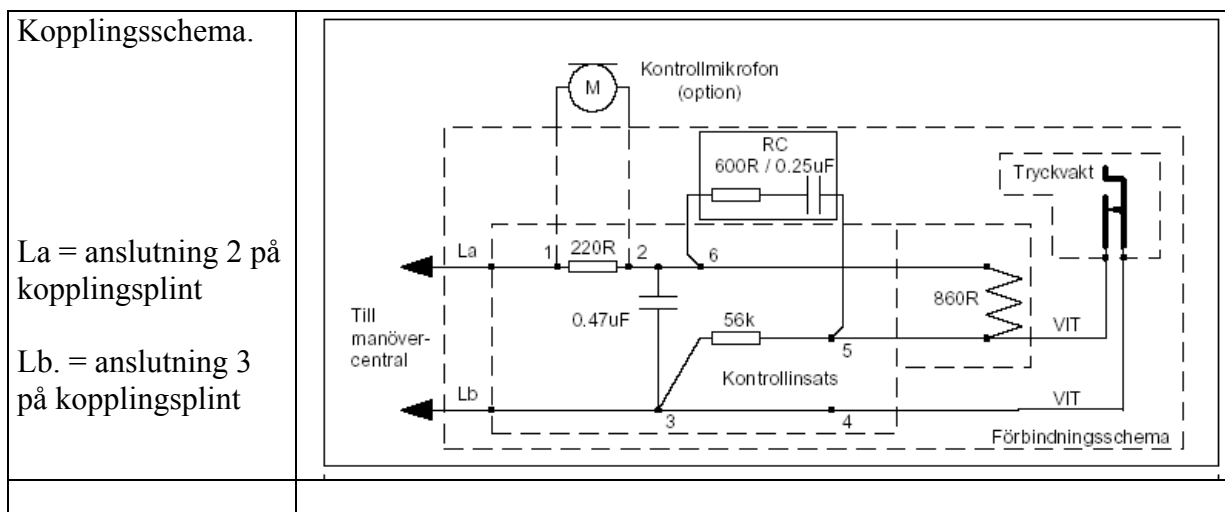 Kopplingsschema.
La = anslutning 2 på
kopplingsplint
Lb. = anslutning 3
på kopplingsplint
M
Kontrollmikrofon
(option)
RC
600R / 0.25uF
Tryckvakt
La
1
220R
2
6
860R
0.47uF
56k
5
VIT
Till
manöver-
central
Kontrollinsats
Lb
3
4
VIT
Förbindningsschema